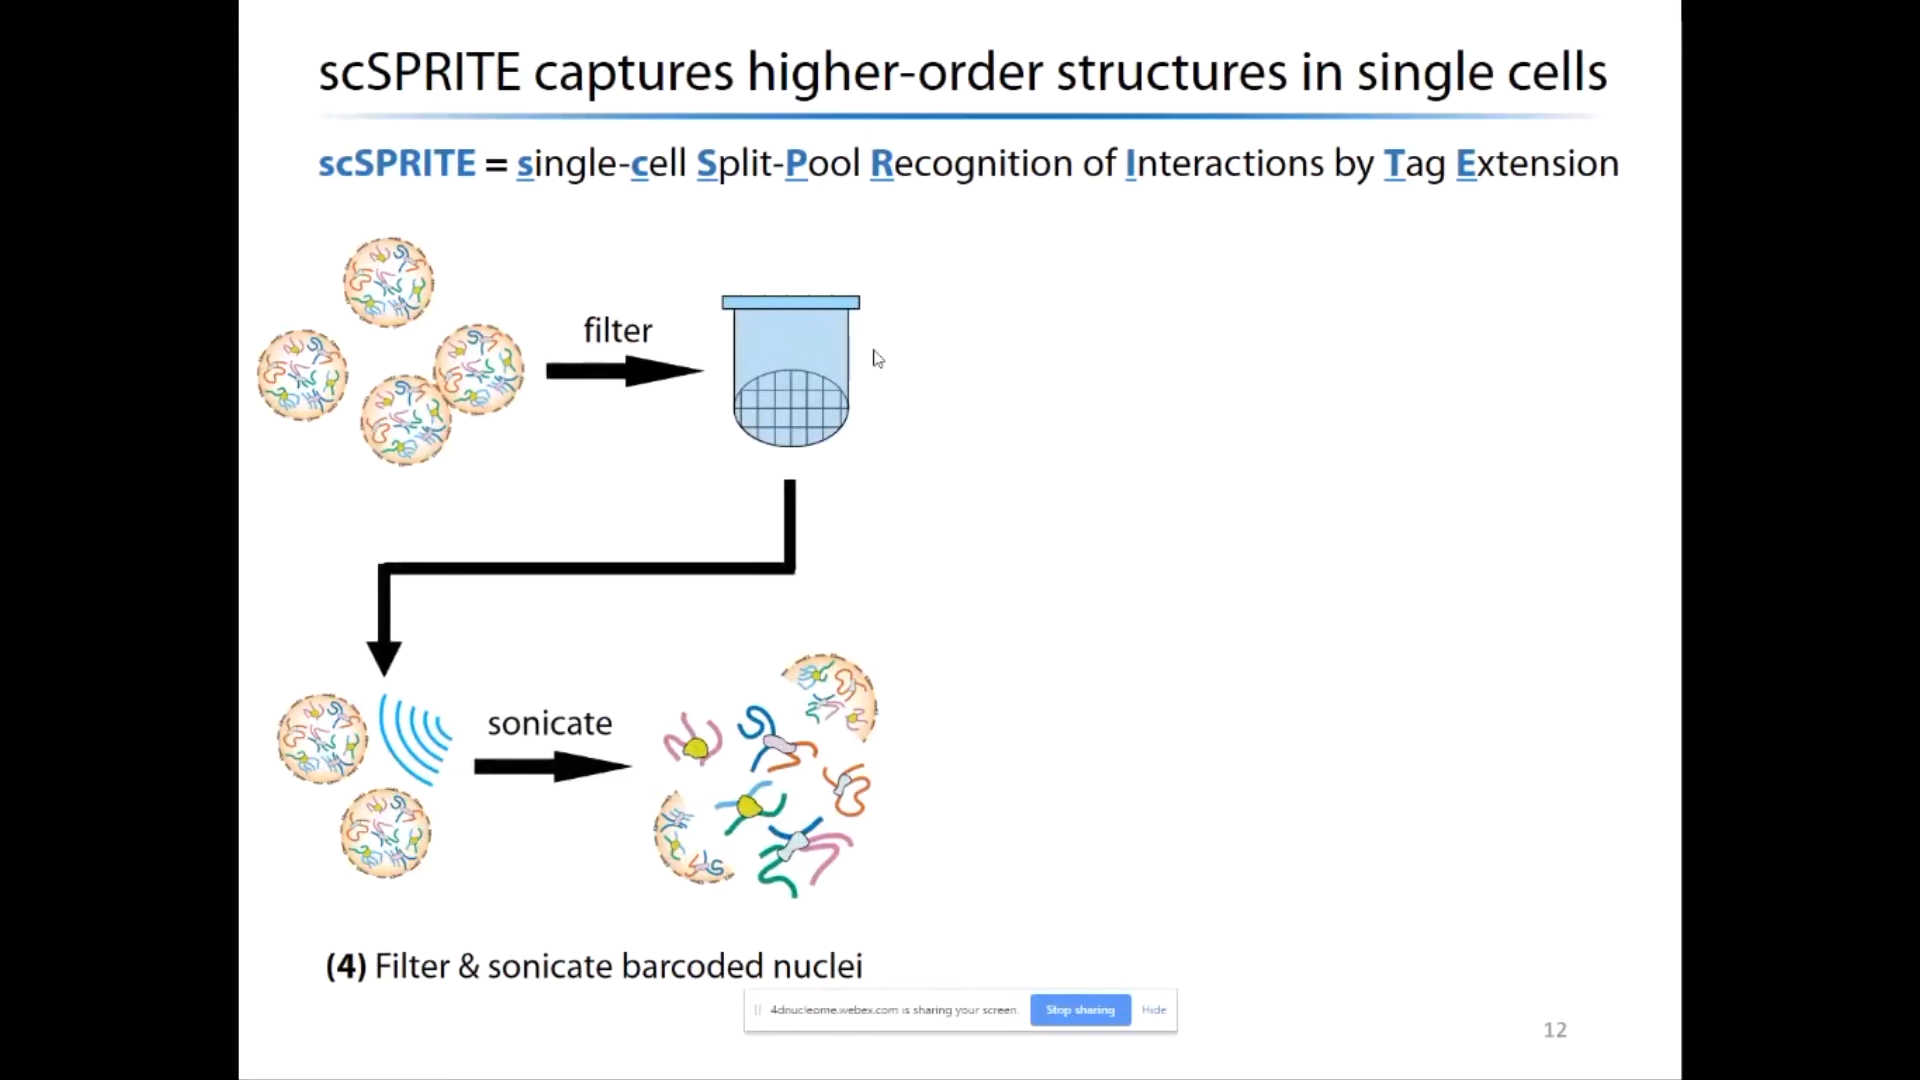 scSPRITE captures higher-order structures in single cells
scSPRITE = single-cell Split-Pool Recognition of Interactions by Tag Extension
filter
sonicate
(4) Filter & sonicate barcoded nuclei
4dnucleome.webex.com is sharing your screen. Stop sharing Hide
12